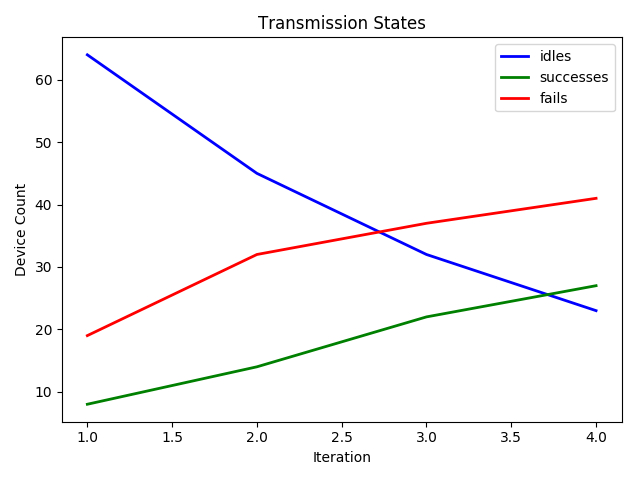 Transmission States
idles
successes
fails
60
50
40
30
20
10
Device Count
1.0
1.5
2.0
2.5
3.0
3.5
4.0
Iteration